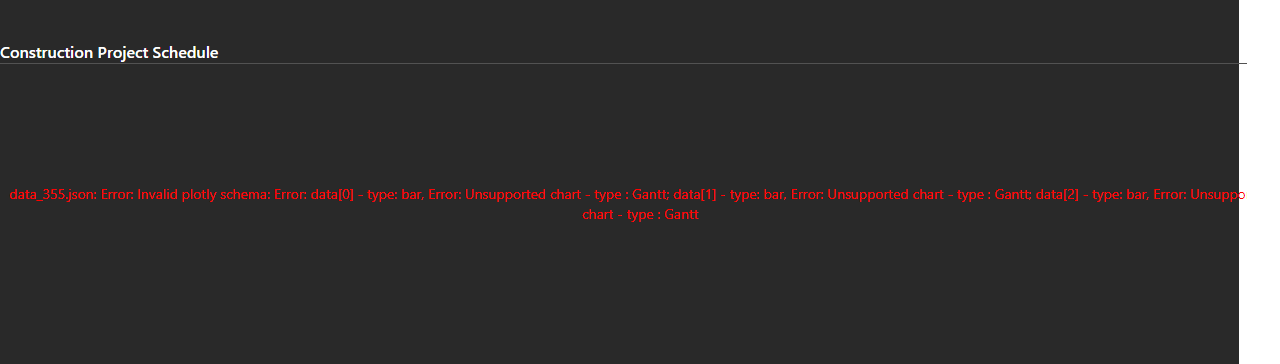 Construction Project Schedule
data_355.json: Error: Invalid plotly schema: Error: data[0] - type: bar, Error: Unsupported chart - type : Gantt; data[1] - type: bar, Error: Unsupported chart - type : Gantt; data[2] - type: bar, Error: Unsuppo
chart - type : Gantt